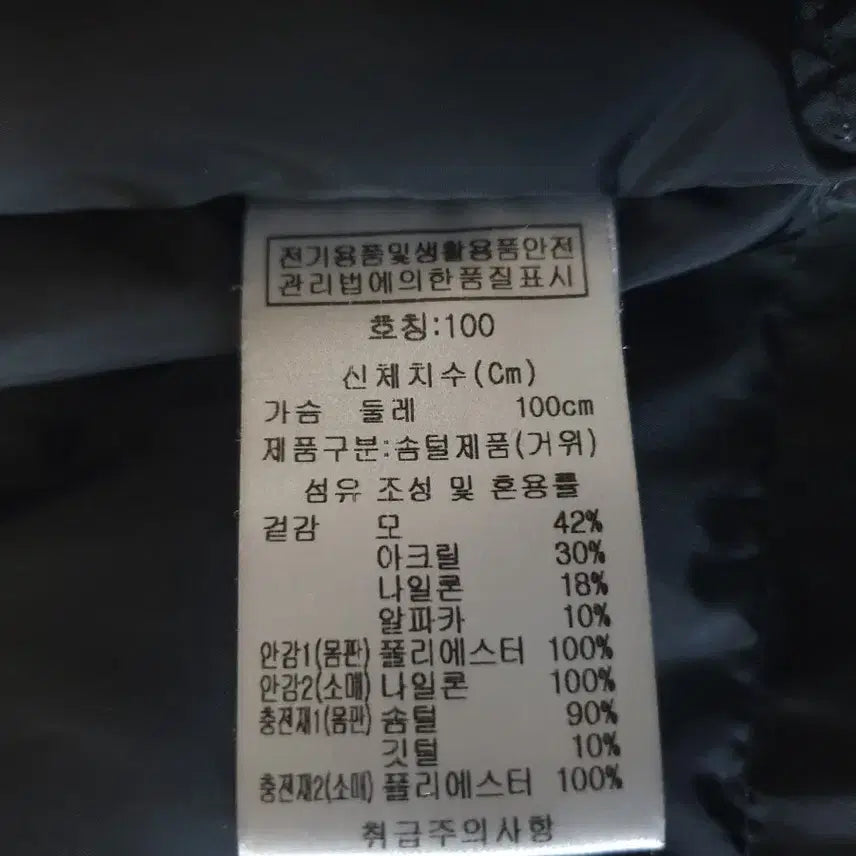 전기용품및생활용품안전
관리법에의한품질표시
호칭:100
신체치수(Cm)
가슴 둘레 100cm
제품구분:솜털제품(거위)
섬유 조성 및 혼용률
겉감 모 42%
아크릴 30%
나일론 18%
알파카 10%
안감1(몸판) 폴리에스터 100%
안감2(소매) 나일론 100%
충전재1(몸판) 솜털 90%
깃털 10%
충전재2(소매) 폴리에스터 100%
취급주의사항